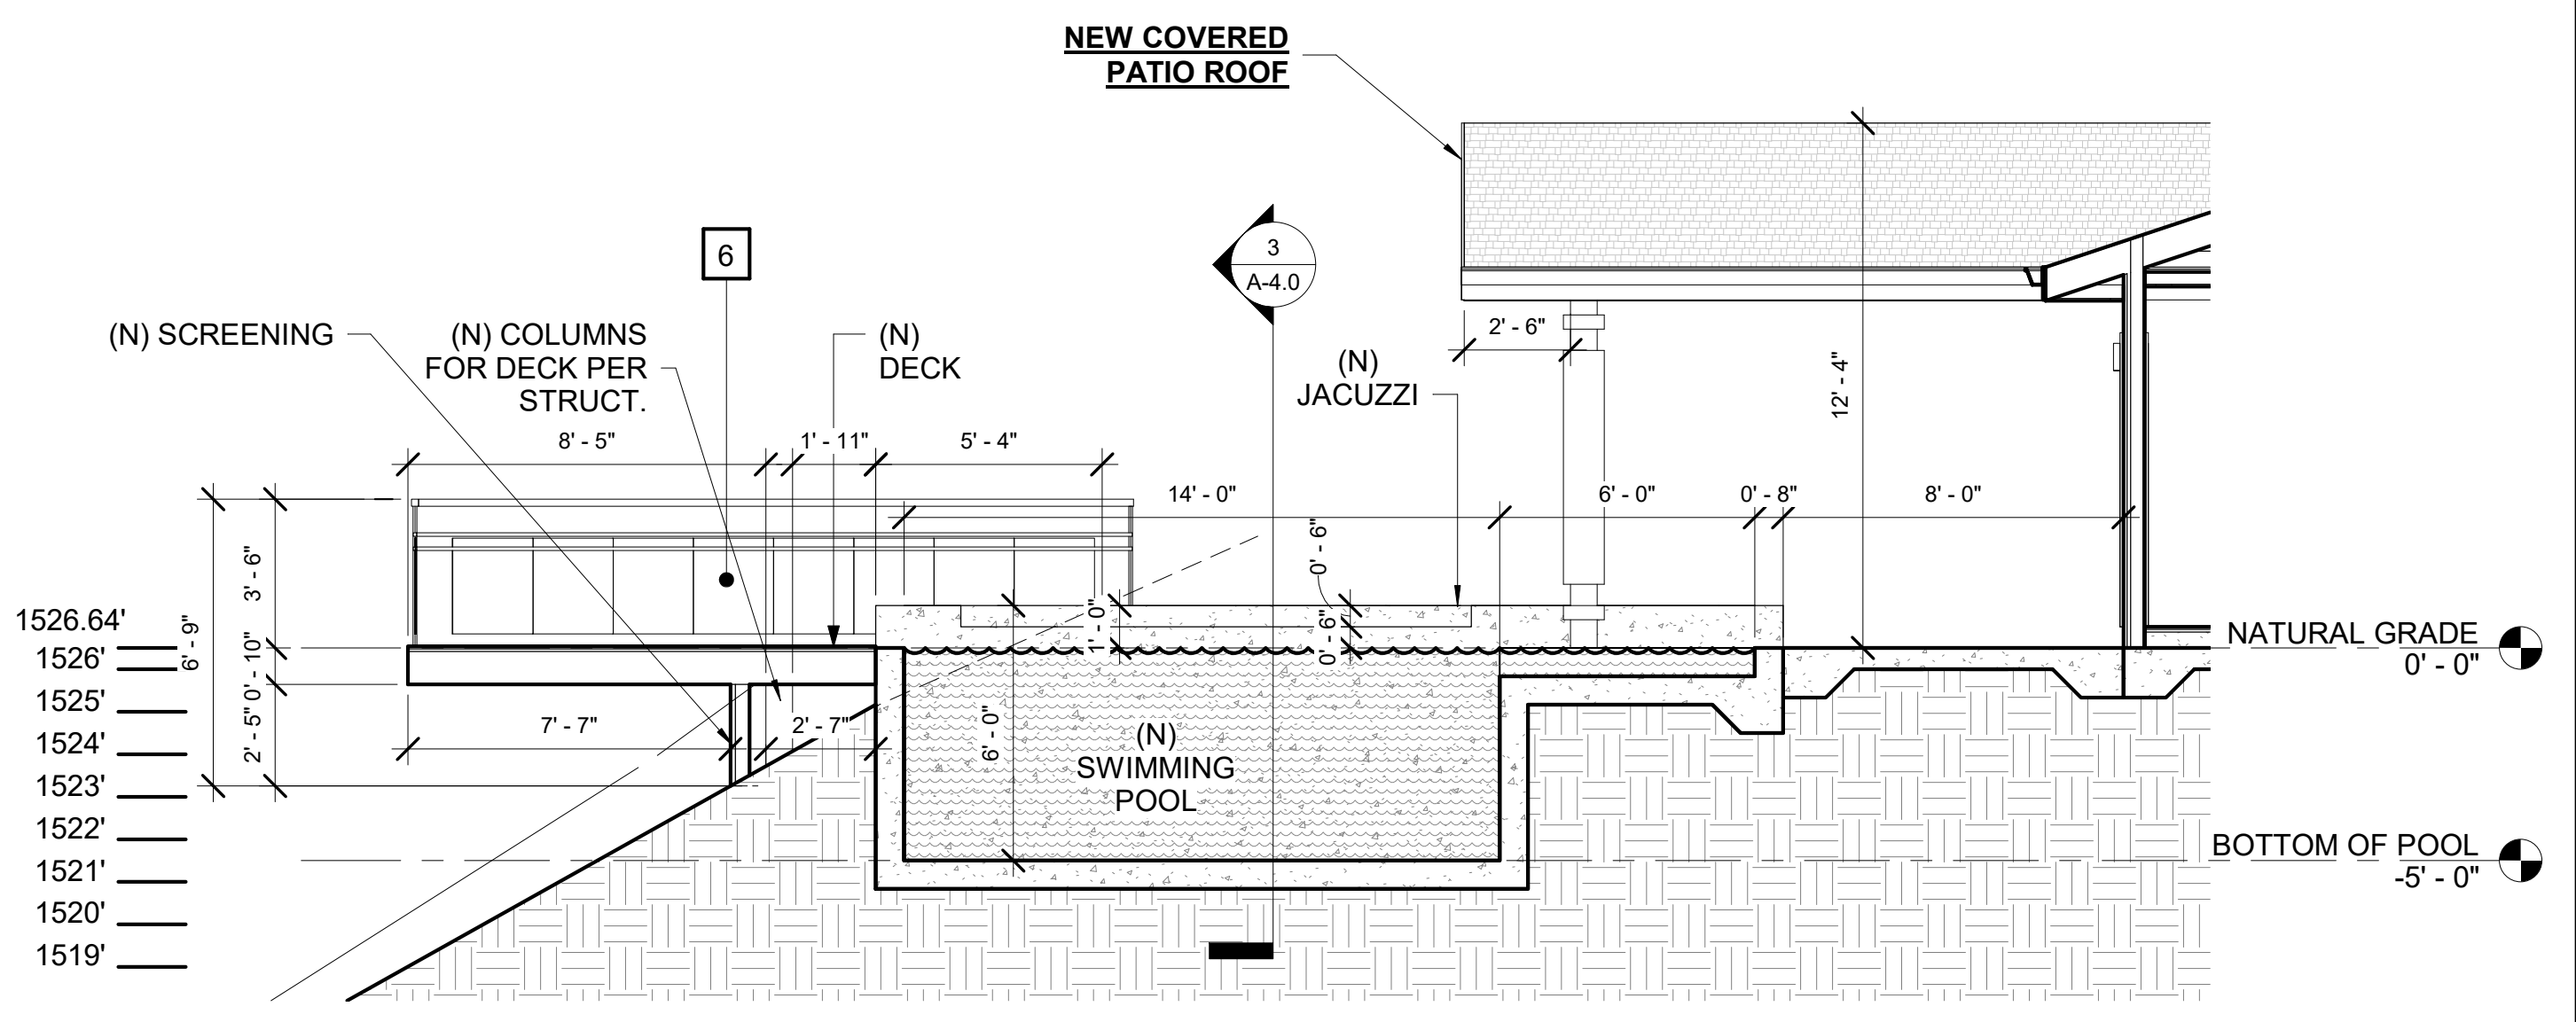 NEW COVERED
PATIO ROOF
6
3
A-4.0
(N) SCREENING
(N) COLUMNS
FOR DECK PER
STRUCT.
(N)
DECK
(N)
JACUZZI
2' - 6"
12' - 4"
8' - 5"
1' - 11"
5' - 4"
14' - 0"
6' - 0"
0' - 8"
8' - 0"
6' - 9"
3' - 6"
0' - 10"
2' - 5"
0' - 6"
0' - 6"
1' - 0"
6' - 0"
7' - 7"
2' - 7"
(N)
SWIMMING
POOL
1526.64'
1526'
1525'
1524'
1523'
1522'
1521'
1520'
1519'
NATURAL GRADE
0' - 0"
BOTTOM OF POOL
-5' - 0"